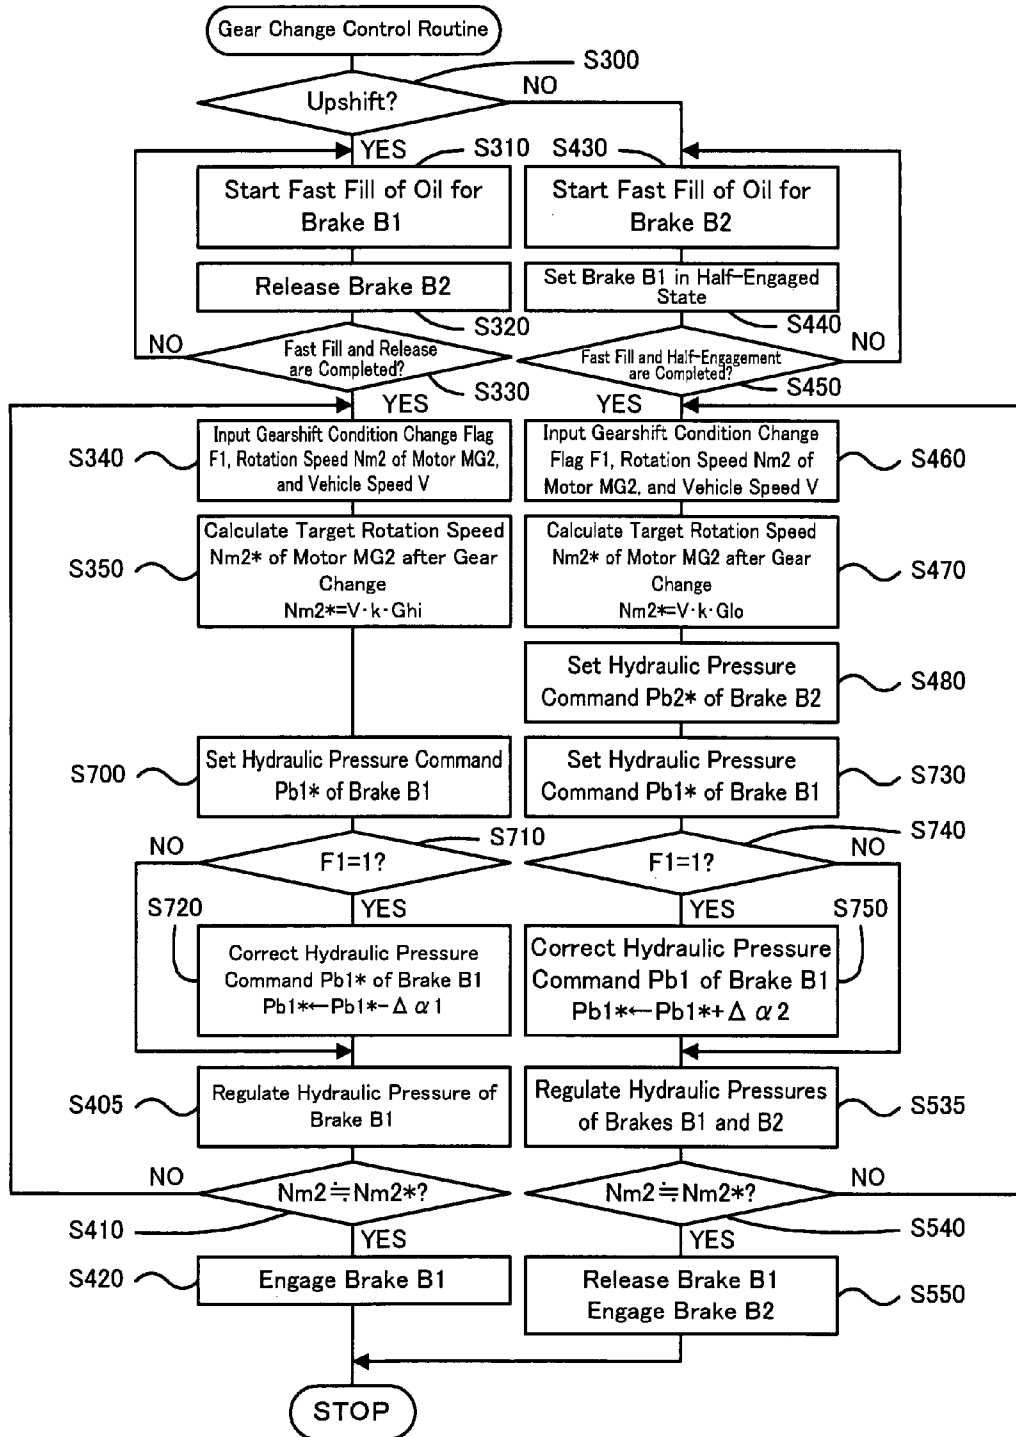 Gear Change Control Routine
S300
Upshift?
NO
YES
S310
S430
Start Fast Fill of Oil for
Brake B1
Start Fast Fill of Oil for
Brake B2
Release Brake B2
Set Brake B1 in Half-Engaged
State
S320
S440
NO
Fast Fill and Release
are Completed?
Fast Fill and Half-Engagement
are Completed?
NO
S330
S450
YES
YES
S340
Input Gearshift Condition Change Flag
F1, Rotation Speed Nm2 of Motor MG2,
and Vehicle Speed V
Input Gearshift Condition Change
Flag F1, Rotation Speed Nm2 of
Motor MG2, and Vehicle Speed V
S460
S350
Calculate Target Rotation Speed
Nm2* of Motor MG2 after Gear
Change
Nm2*=V·k·Ghi
Calculate Target Rotation Speed
Nm2* of Motor MG2 after Gear
Change
Nm2*=V·k·Glo
S470
Set Hydraulic Pressure
Command Pb2* of Brake B2
S480
S700
Set Hydraulic Pressure Command
Pb1* of Brake B1
Set Hydraulic Pressure
Command Pb1* of Brake B1
S730
NO
S710
F1=1?
S740
F1=1?
NO
S720
YES
YES
S750
Correct Hydraulic Pressure
Command Pb1* of Brake B1
Pb1*←Pb1*−Δα1
Correct Hydraulic Pressure
Command Pb1 of Brake B1
Pb1*←Pb1*+Δα2
S405
Regulate Hydraulic Pressure of
Brake B1
Regulate Hydraulic Pressures
of Brakes B1 and B2
S535
NO
Nm2≒Nm2*?
Nm2≒Nm2*?
NO
S410
S540
YES
YES
S420
Engage Brake B1
Release Brake B1
Engage Brake B2
S550
STOP